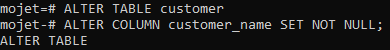 mojet=# ALTER TABLE customer
mojet-# ALTER COLUMN customer_name SET NOT NULL;
ALTER TABLE